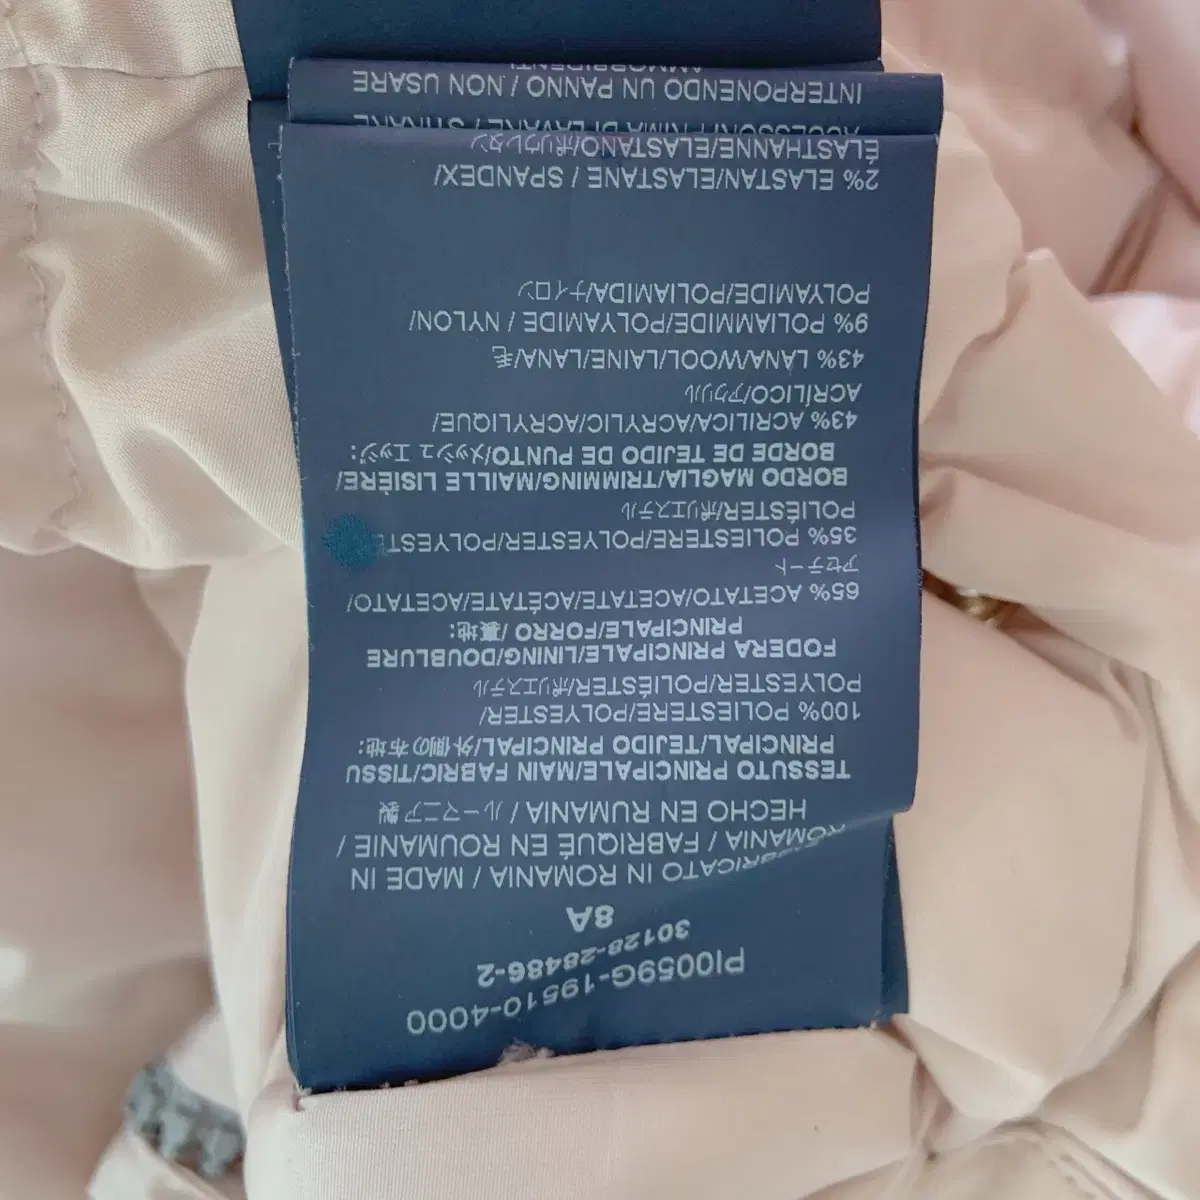 PI0059G-19510-4000
30128-28486-2
8A
FABBRICATO IN ROMANIA / MADE IN
ROMANIA / FABRIQUÉ EN ROUMANIE /
HECHO EN RUMANIA / ルーマニア製
TESSUTO PRINCIPALE/MAIN FABRIC/TISSU
PRINCIPAL/TEJIDO PRINCIPAL/外側の布地:
100% POLIESTERE/POLYESTER/
POLYESTER/POLIÉSTER/ポリエステル
FODERA PRINCIPALE/LINING/DOUBLURE
PRINCIPALE/FORRO /裏地:
65% ACETATO/ACETATE/ACÉTATE/ACETATO/
アセテート
35% POLIESTERE/POLYESTER/POLYEST
POLIÉSTER/ポリエステル
BORDO MAGLIA/TRIMMING/MAILLE LISIÈRE/
BORDE DE TEJIDO DE PUNTO/メッシュ エッジ:
43% ACRILICA/ACRYLIC/ACRYLIQUE/
ACRÍLICO/アクリル
43% LANA/WOOL/LAINE/LANA/毛
9% POLIAMMIDE/POLYAMIDE / NYLON/
POLYAMIDE/POLIAMIDA/ナイロン
2% ELASTAN/ELASTANE / SPANDEX/
ÉLASTHANNE/ELASTANO/ポリウレタン
ACCESSORI PRIMA DI LAVARE / STIRARE
INTERPONENDO UN PANNO / NON USARE
AMMORBIDENTI